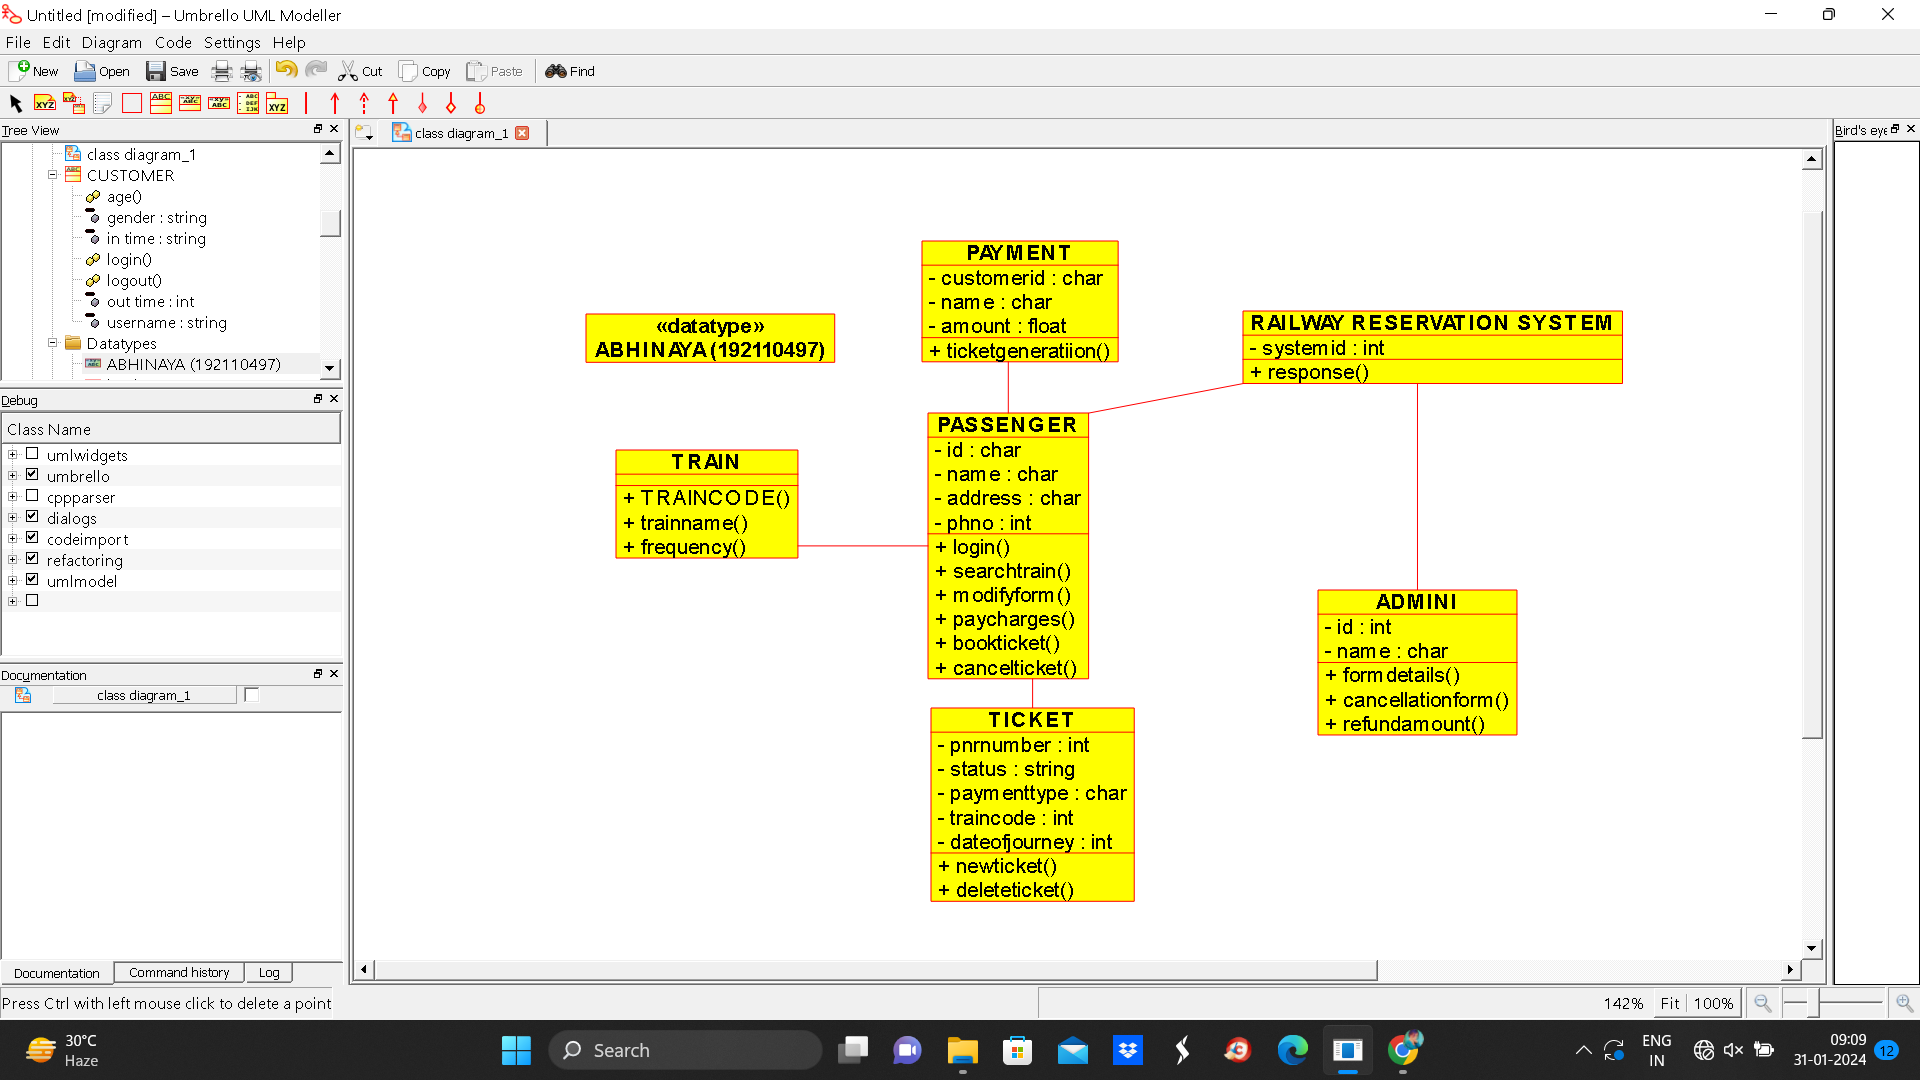 Untitled [modified] – Umbrello UML Modeller
File Edit Diagram Code Settings Help
New Open Save Cut Copy Paste Find
Tree View
class diagram_1
CUSTOMER
age()
gender : string
in time : string
login()
logout()
out time : int
username : string
Datatypes
ABHINAYA (192110497)
Debug
Class Name
umlwidgets
umbrello
cppparser
dialogs
codeimport
refactoring
umlmodel
Documentation
class diagram_1
Documentation Command history Log
Press Ctrl with left mouse click to delete a point
class diagram_1
Bird's eye
«datatype»
ABHINAYA (192110497)
PAYMENT
- customerid : char
- name : char
- amount : float
+ ticketgeneratiion()
RAILWAY RESERVATION SYSTEM
- systemid : int
+ response()
TRAIN
+ TRAINCODE()
+ trainname()
+ frequency()
PASSENGER
- id : char
- name : char
- address : char
- phno : int
+ login()
+ searchtrain()
+ modifyform()
+ paycharges()
+ bookticket()
+ cancelticket()
ADMINI
- id : int
- name : char
+ formdetails()
+ cancellationform()
+ refundamount()
TICKET
- pnrnumber : int
- status : string
- paymenttype : char
- traincode : int
- dateofjourney : int
+ newticket()
+ deleteticket()
142% Fit 100%
30°C
Haze
Search
ENG
IN
09:09
31-01-2024
12